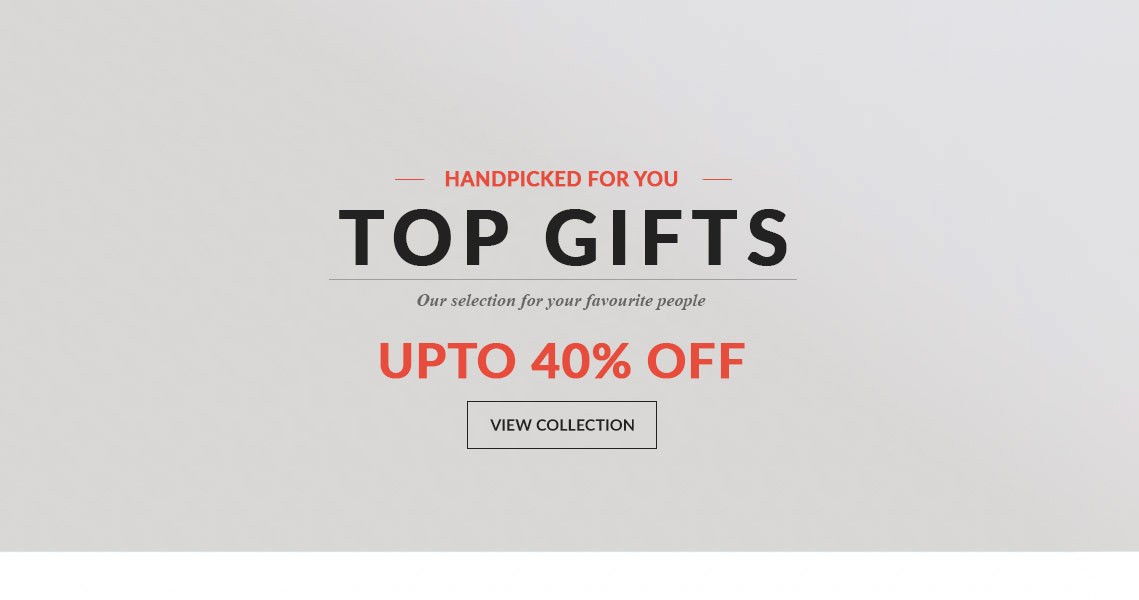 HANDPICKED FOR YOU
TOP GIFTS
Our selection for your favourite people
UPTO 40% OFF
VIEW COLLECTION